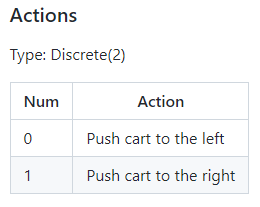 Actions
Type: Discrete(2)
Num Action
0 Push cart to the left
1 Push cart to the right